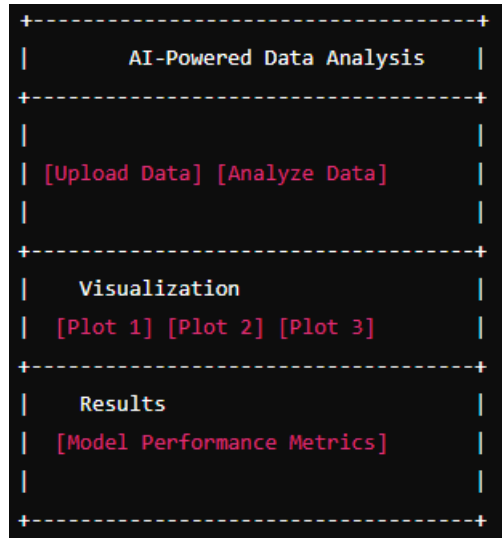 AI-Powered Data Analysis
[Upload Data] [Analyze Data]
Visualization
[Plot 1] [Plot 2] [Plot 3]
Results
[Model Performance Metrics]